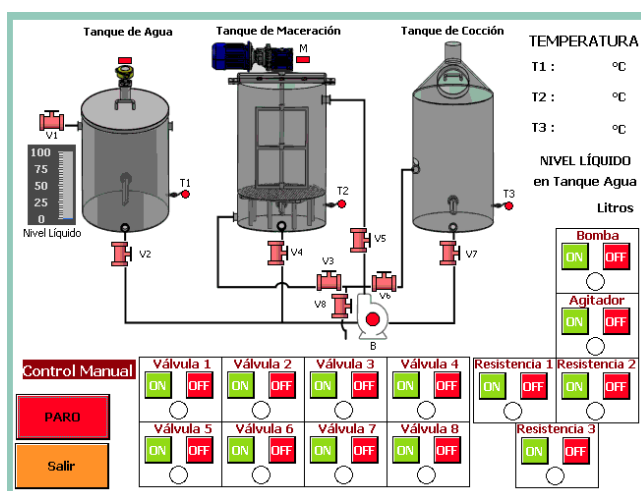 Tanque de Agua
Tanque de Maceración
Tanque de Cocción
M
TEMPERATURA
T1 : ºC
T2 : ºC
T3 : ºC
V1
100
75
50
25
0
Nivel Líquido
T1
T2
T3
NIVEL LÍQUIDO
en Tanque Agua
Litros
V2
V4
V5
V7
V3
V6
V8
B
Bomba
ON OFF
Agitador
ON OFF
Control Manual
PARO
Salir
Válvula 1 Válvula 2 Válvula 3 Válvula 4 Resistencia 1 Resistencia 2
ON OFF ON OFF ON OFF ON OFF ON OFF ON OFF
Válvula 5 Válvula 6 Válvula 7 Válvula 8 Resistencia 3
ON OFF ON OFF ON OFF ON OFF ON OFF